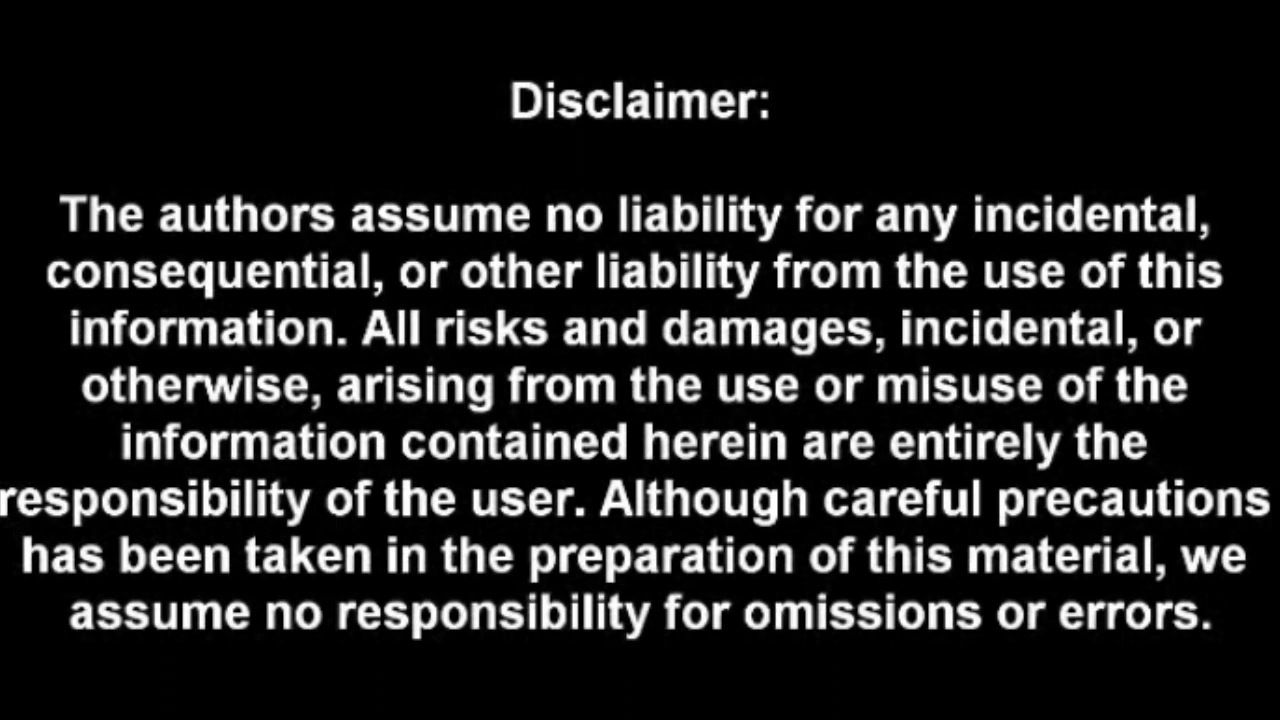 Disclaimer:
The authors assume no liability for any incidental,
consequential, or other liability from the use of this
information. All risks and damages, incidental, or
otherwise, arising from the use or misuse of the
information contained herein are entirely the
responsibility of the user. Although careful precautions
has been taken in the preparation of this material, we
assume no responsibility for omissions or errors.